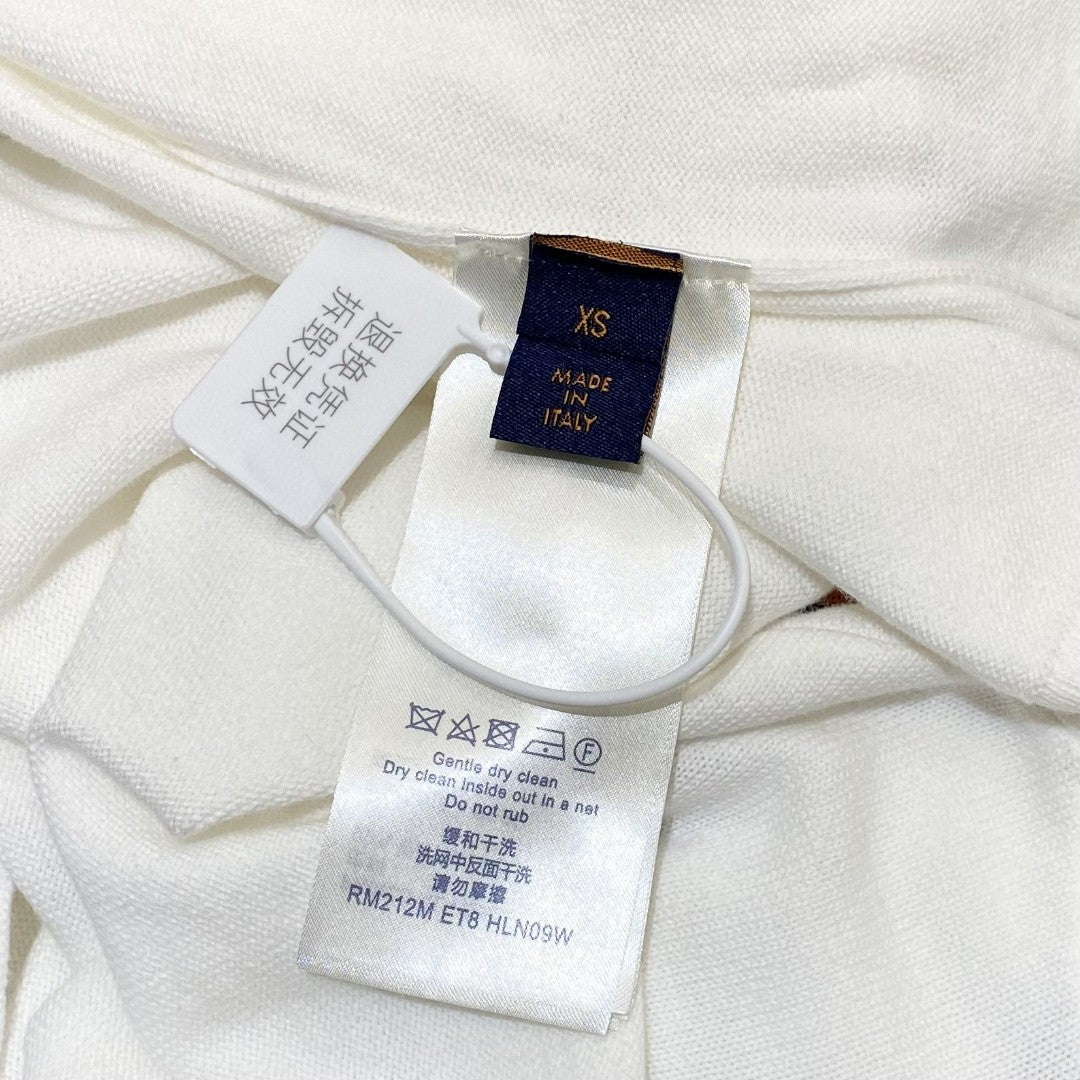 退换凭证
拆毁无效
XS
MADE
IN
ITALY
F
Gentle dry clean
Dry clean inside out in a net
Do not rub
缓和干洗
洗网中反面干洗
请勿摩擦
RM212M ET8 HLN09W